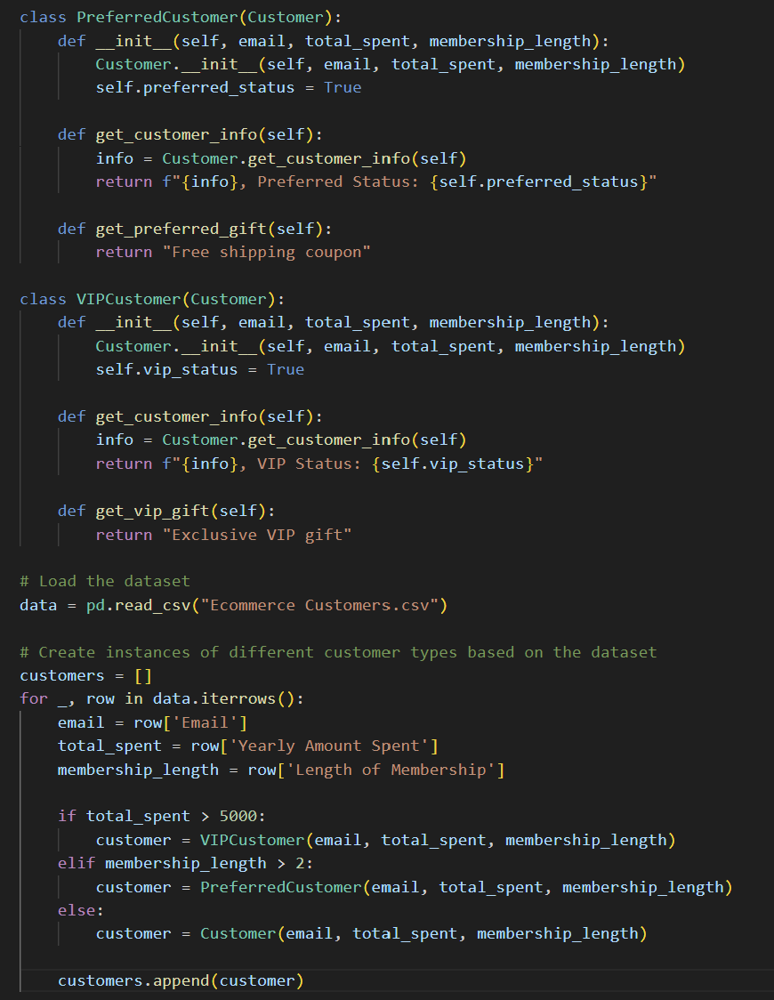 class PreferredCustomer(Customer):
    def __init__(self, email, total_spent, membership_length):
        Customer.__init__(self, email, total_spent, membership_length)
        self.preferred_status = True
    def get_customer_info(self):
        info = Customer.get_customer_info(self)
        return f"{info}, Preferred Status: {self.preferred_status}"
    def get_preferred_gift(self):
        return "Free shipping coupon"
class VIPCustomer(Customer):
    def __init__(self, email, total_spent, membership_length):
        Customer.__init__(self, email, total_spent, membership_length)
        self.vip_status = True
    def get_customer_info(self):
        info = Customer.get_customer_info(self)
        return f"{info}, VIP Status: {self.vip_status}"
    def get_vip_gift(self):
        return "Exclusive VIP gift"
# Load the dataset
data = pd.read_csv("Ecommerce Customers.csv")
# Create instances of different customer types based on the dataset
customers = []
for _, row in data.iterrows():
    email = row['Email']
    total_spent = row['Yearly Amount Spent']
    membership_length = row['Length of Membership']
    if total_spent > 5000:
        customer = VIPCustomer(email, total_spent, membership_length)
    elif membership_length > 2:
        customer = PreferredCustomer(email, total_spent, membership_length)
    else:
        customer = Customer(email, total_spent, membership_length)
    customers.append(customer)